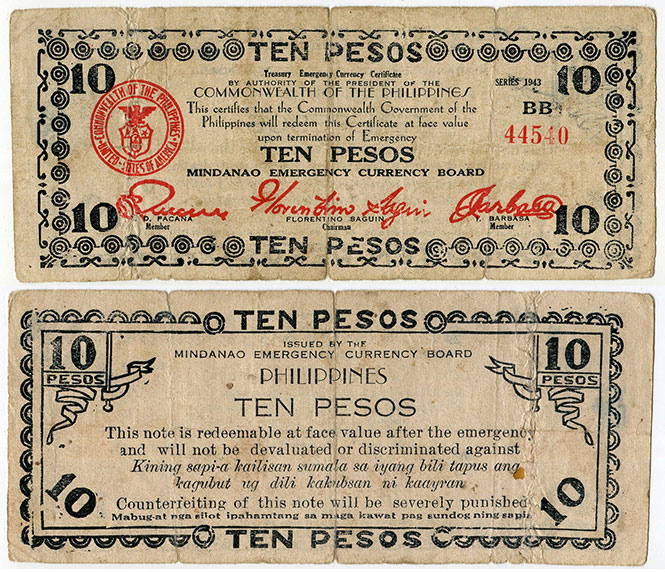 TEN PESOS
10
10
Treasury Emergency Currency Certificate
SERIES 1943
BY AUTHORITY OF THE PRESIDENT OF THE
COMMONWEALTH OF THE PHILIPPINES
BB
This certifies that the Commonwealth Government of the
44540
Philippines will redeem this Certificate at face value
upon termination of Emergency
COMMONWEALTH OF THE PHILIPPINES
UNITED STATES OF AMERICA
TEN PESOS
MINDANAO EMERGENCY CURRENCY BOARD
Florentino Saguin
10
10
D. PACANA
FLORENTINO SAGUIN
T. BARBASA
Member
Chairman
Member
TEN PESOS
TEN PESOS
10
PESOS
10
PESOS
ISSUED BY THE
MINDANAO EMERGENCY CURRENCY BOARD
PHILIPPINES
TEN PESOS
This note is redeemable at face value after the emergency
and will not be devaluated or discriminated against
Kining sapi-a kailisan sumala sa iyang bili tapus ang
kagubut ug dili kakubsan ni kaayran
10
10
Counterfeiting of this note will be severely punished
Mabug-at nga silot ipahamtang sa maga kawat pag sundog ning sapia
TEN PESOS